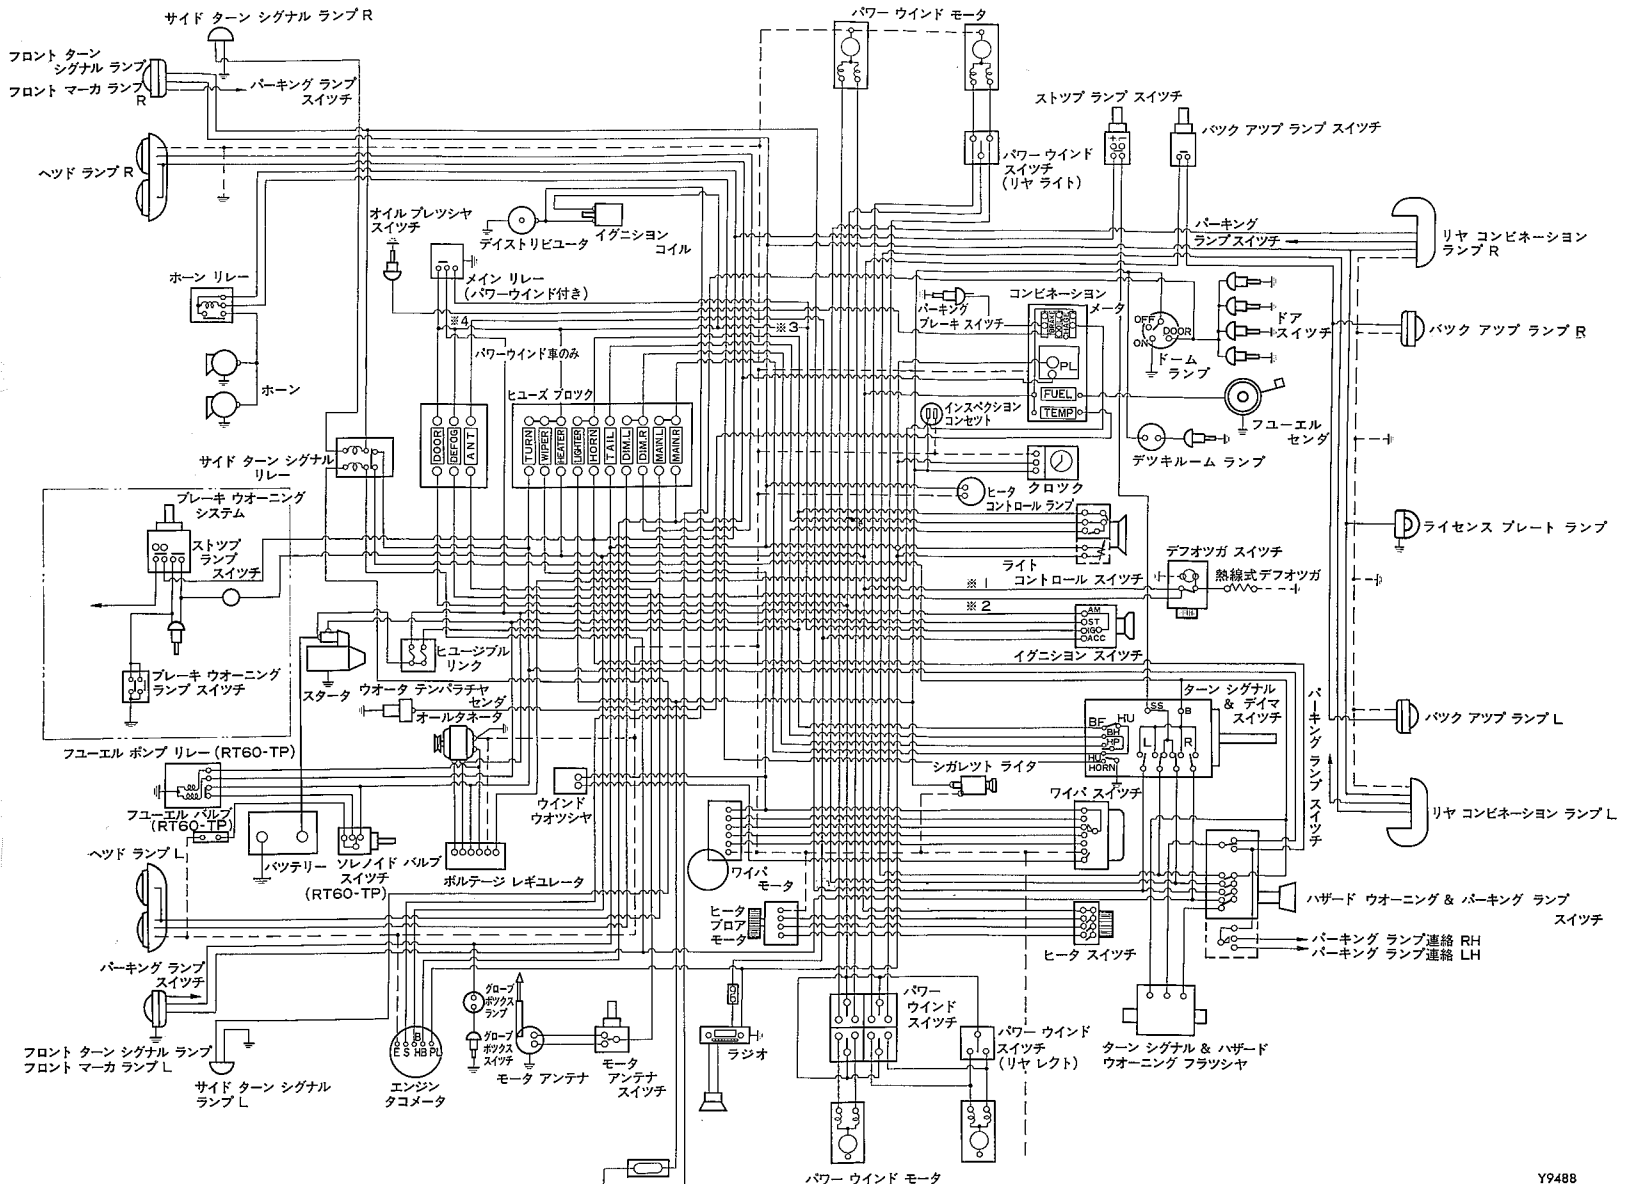 サイド ターン シグナル ランプ R
フロント ターン
シグナル ランプ
フロント マーカ ランプ
R
パーキング ランプ
スイッチ
ヘッド ランプ R
パワー ウインド モータ
ストップ ランプ スイッチ
バック アップ ランプ スイッチ
パワー ウインド
スイッチ
(リヤ ライト)
オイル プレッシャ
スイッチ
デイストリビュータ
イグニション
コイル
メイン リレー
(パワーウインド付き)
ホーン リレー
ホーン
※4
※3
パワーウインド車のみ
パーキング
ランプ スイッチ
リヤ コンビネーション
ランプ R
パーキング
ブレーキ スイッチ
コンビネーション
メータ
PL
FUEL
TEMP
OFF
DOOR
ON
ドーム
ランプ
ドア
スイッチ
バック アップ ランプ R
ヒューズ ブロック
DOOR
DEFOG
ANT
TURN
WIPER
HEATER
LIGHTER
HORN
TAIL
DIM.L
DIM.R
MAIN.L
MAIN.R
インスペクション
コンセット
フューエル
センダ
デッキルーム ランプ
クロック
ヒータ
コントロール ランプ
サイド ターン シグナル
リレー
ブレーキ ウオーニング
システム
ストップ
ランプ
スイッチ
ライセンス プレート ランプ
ライト
コントロール スイッチ
デフオッガ スイッチ
熱線式デフオッガ
※1
※2
AM
ST
IGO
ACC
イグニション スイッチ
ブレーキ ウオーニング
ランプ スイッチ
スタータ
ヒュージブル
リンク
ウオータ テンパラチャ
センダ
オールタネータ
ターン シグナル
& デイマ
スイッチ
BF
HU
BH
HP
HU
HORN
SS
B
L
R
パーキング ランプ スイッチ
バック アップ ランプ L
フューエル ポンプ リレー (RT60-TP)
フューエル バルブ
(RT60-TP)
バッテリー
ソレノイド バルブ
スイッチ
(RT60-TP)
ボルテージ レギュレータ
ウインド
ウオッシャ
シガレット ライタ
ワイパ スイッチ
ワイパ
モータ
リヤ コンビネーション ランプ L
ヘッド ランプ L
ヒータ
ブロア
モータ
ヒータ スイッチ
ハザード ウオーニング & パーキング ランプ
スイッチ
パーキング ランプ連絡 RH
パーキング ランプ連絡 LH
パーキング ランプ
スイッチ
フロント ターン シグナル ランプ
フロント マーカ ランプ L
サイド ターン シグナル
ランプ L
E S B HB PL
エンジン
タコメータ
グローブ
ボックス
ランプ
グローブ
ボックス
スイッチ
モータ アンテナ
モータ
アンテナ
スイッチ
ラジオ
パワー
ウインド
スイッチ
パワー ウインド
スイッチ
(リヤ レフト)
ターン シグナル & ハザード
ウオーニング フラッシャ
パワー ウインド モータ
Y9488